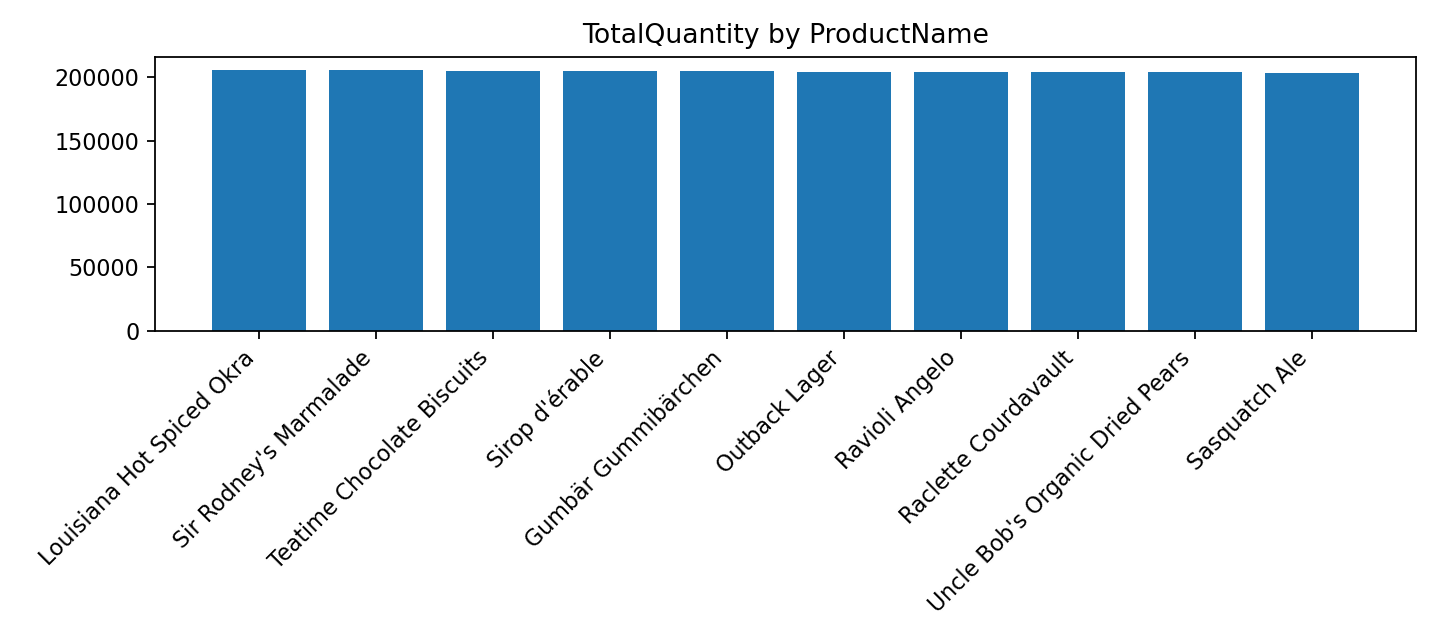 TotalQuantity by ProductName
200000
150000
100000
50000
0
Louisiana Hot Spiced Okra
Sir Rodney's Marmalade
Teatime Chocolate Biscuits
Sirop d'érable
Gumbär Gummibärchen
Outback Lager
Ravioli Angelo
Raclette Courdavault
Uncle Bob's Organic Dried Pears
Sasquatch Ale